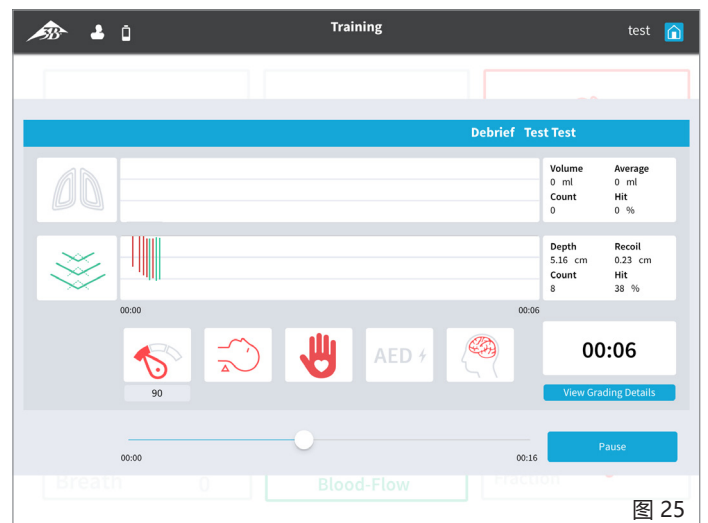 3B
Training
test
Debrief Test Test
Volume Average
0 ml 0 ml
Count Hit
0 0 %
Depth Recoil
5.16 cm 0.23 cm
Count Hit
8 38 %
00:00 00:06
AED
00:06
90
View Grading Details
00:00 00:16
Pause
Breath 0
Blood-Flow
Fraction
图 25